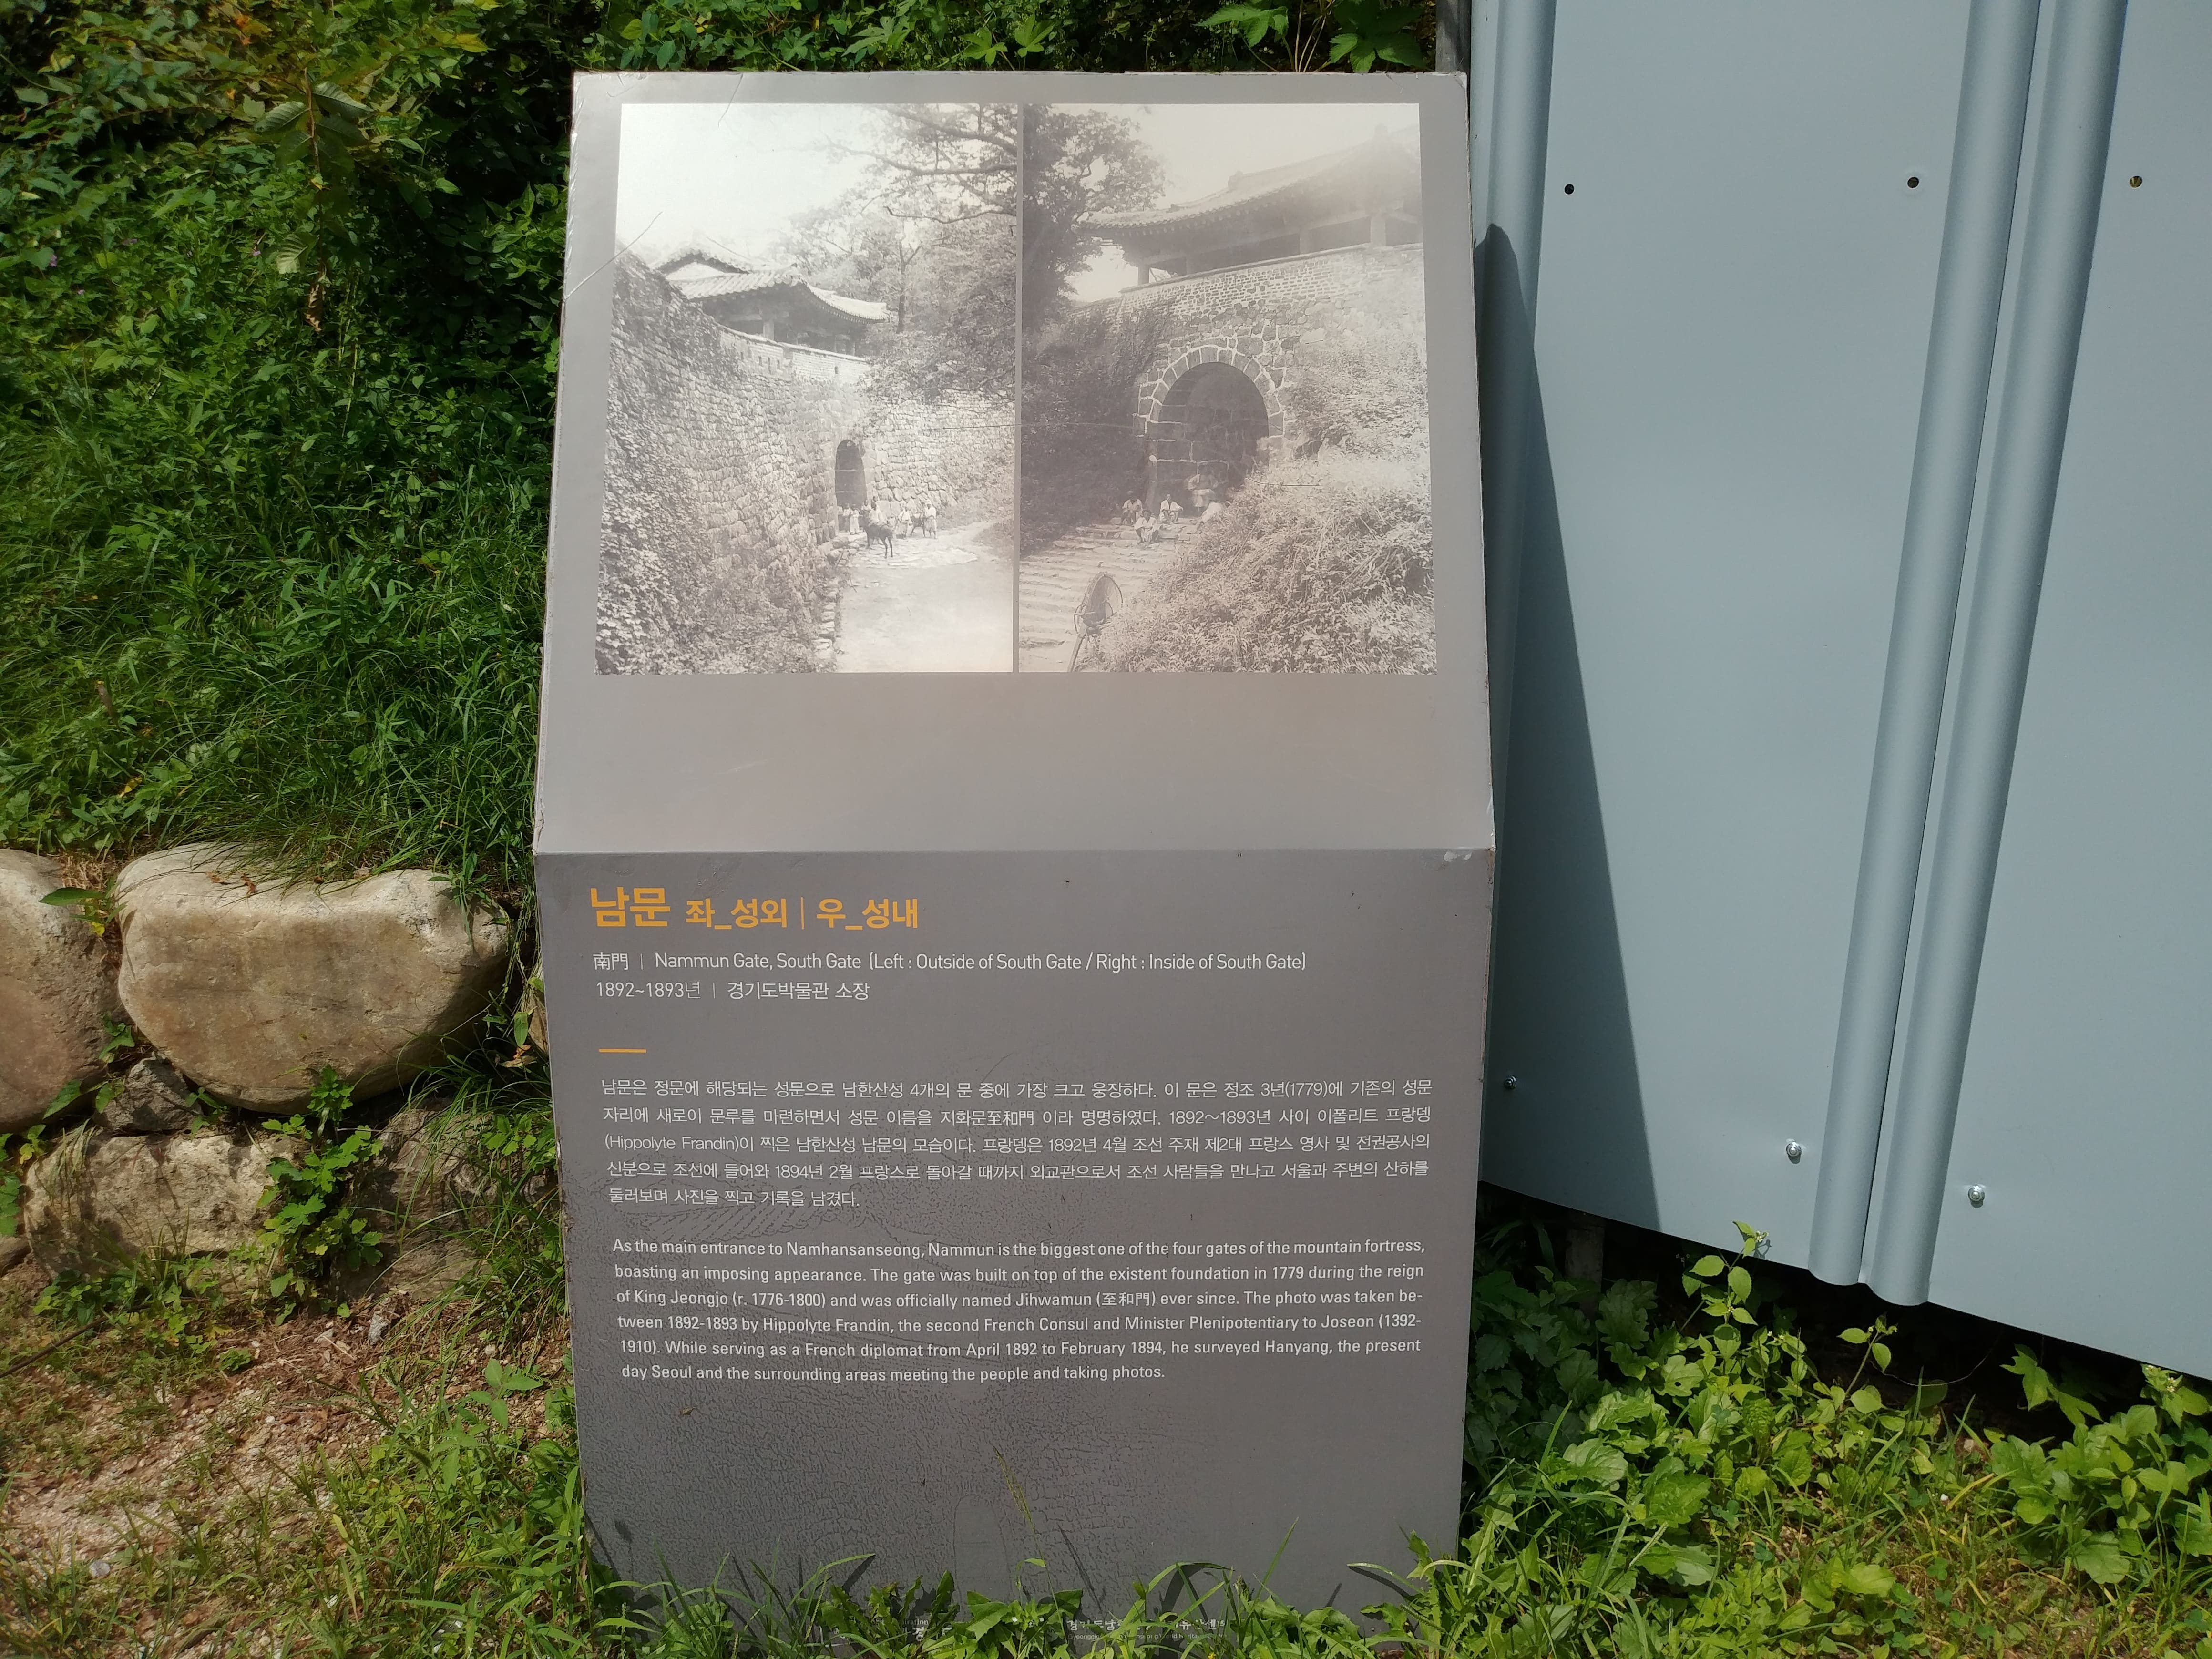 남문 좌_성외 | 우_성내
南門 | Nammun Gate, South Gate (Left : Outside of South Gate / Right : Inside of South Gate)
1892~1893년 | 경기도박물관 소장
남문은 정문에 해당되는 성문으로 남한산성 4개의 문 중에 가장 크고 웅장하다. 이 문은 정조 3년(1779)에 기존의 성문
자리에 새로이 문루를 마련하면서 성문 이름을 지화문至和門 이라 명명하였다. 1892~1893년 사이 이폴리트 프랑뎅
(Hippolyte Frandin)이 찍은 남한산성 남문의 모습이다. 프랑뎅은 1892년 4월 조선 주재 제2대 프랑스 영사 및 전권공사의
신분으로 조선에 들어와 1894년 2월 프랑스로 돌아갈 때까지 외교관으로서 조선 사람들을 만나고 서울과 주변의 산하를
둘러보며 사진을 찍고 기록을 남겼다.
As the main entrance to Namhansanseong, Nammun is the biggest one of the four gates of the mountain fortress,
boasting an imposing appearance. The gate was built on top of the existent foundation in 1779 during the reign
of King Jeongjo (r. 1776-1800) and was officially named Jihwamun (至和門) ever since. The photo was taken be-
tween 1892-1893 by Hippolyte Frandin, the second French Consul and Minister Plenipotentiary to Joseon (1392-
1910). While serving as a French diplomat from April 1892 to February 1894, he surveyed Hanyang, the present
day Seoul and the surrounding areas meeting the people and taking photos.